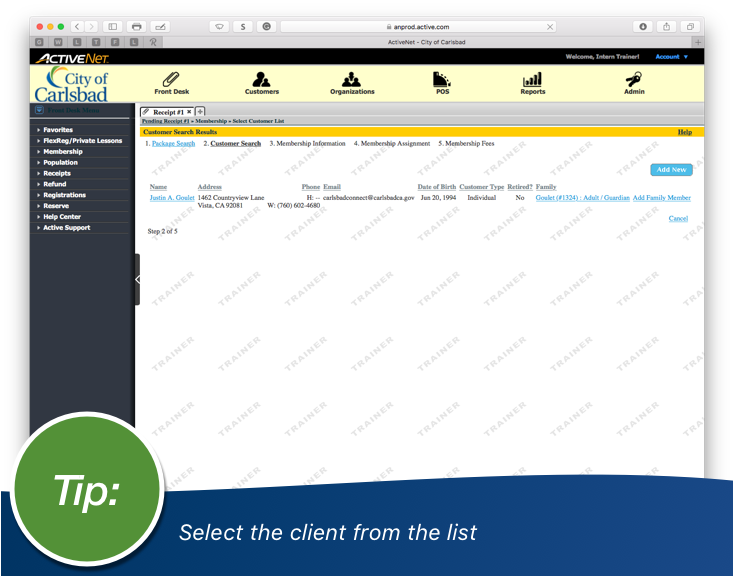 S
anprod.active.com
G W L T F L
ActiveNet - City of Carlsbad
ACTIVENet
Welcome, Intern Trainer! Account ▼
City of
Carlsbad
Front Desk Customers Organizations POS Reports Admin
Receipt #1 × +
Pending Receipt #1 » Membership » Select Customer List
Customer Search Results Help
1. Package Search 2. Customer Search 3. Membership Information 4. Membership Assignment 5. Membership Fees
Add New
Name Address Phone Email Date of Birth Customer Type Retired? Family
Justin A. Goulet 1462 Countryview Lane H: -- carlsbadconnect@carlsbadca.gov Jun 20, 1994 Individual No Goulet (#1324) : Adult / Guardian Add Family Member
Vista, CA 92081 W: (760) 602-4680
Cancel
Step 2 of 5
Favorites
FlexReg/Private Lessons
Membership
Population
Receipts
Refund
Registrations
Reserve
Help Center
Active Support
TRAINER
Tip:
Select the client from the list